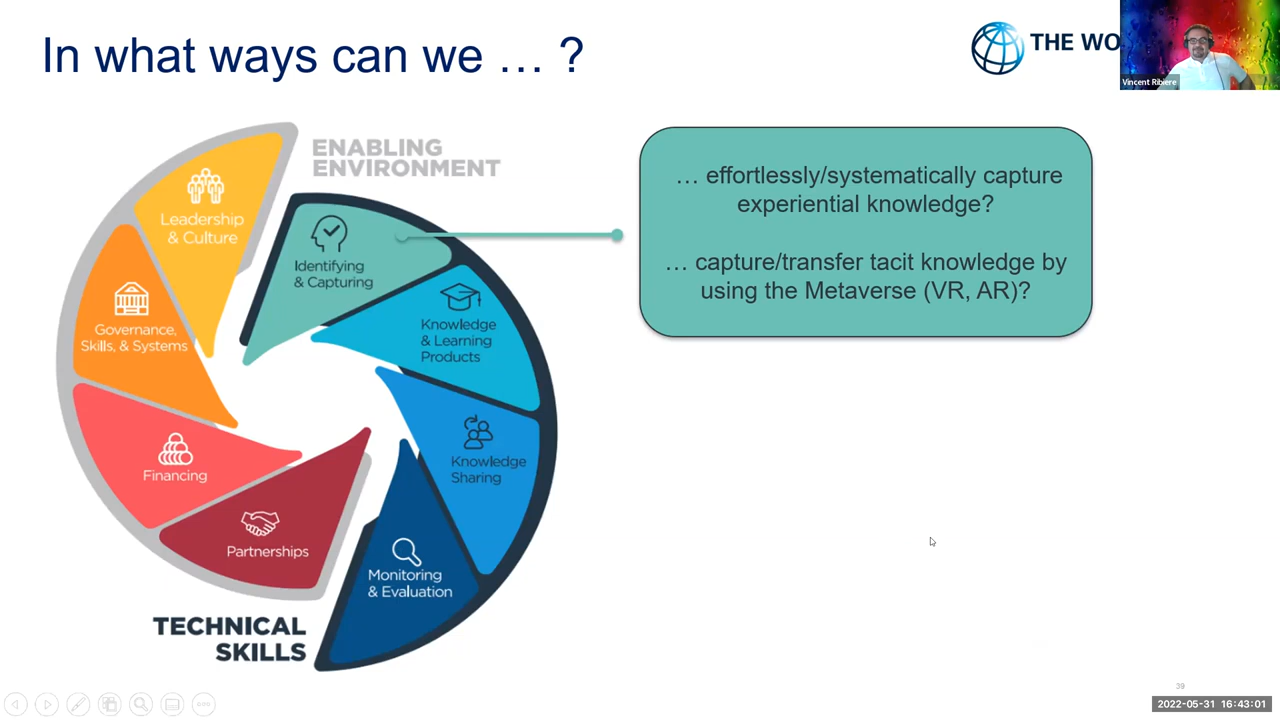 In what ways can we … ?
THE WO
Vincent Ribiere
ENABLING
ENVIRONMENT
Leadership
& Culture
Governance,
Skills, & Systems
Financing
Partnerships
Identifying
& Capturing
Knowledge
& Learning
Products
Knowledge
Sharing
Monitoring
& Evaluation
TECHNICAL
SKILLS
… effortlessly/systematically capture
experiential knowledge?
… capture/transfer tacit knowledge by
using the Metaverse (VR, AR)?
39
2022-05-31 16:43:01